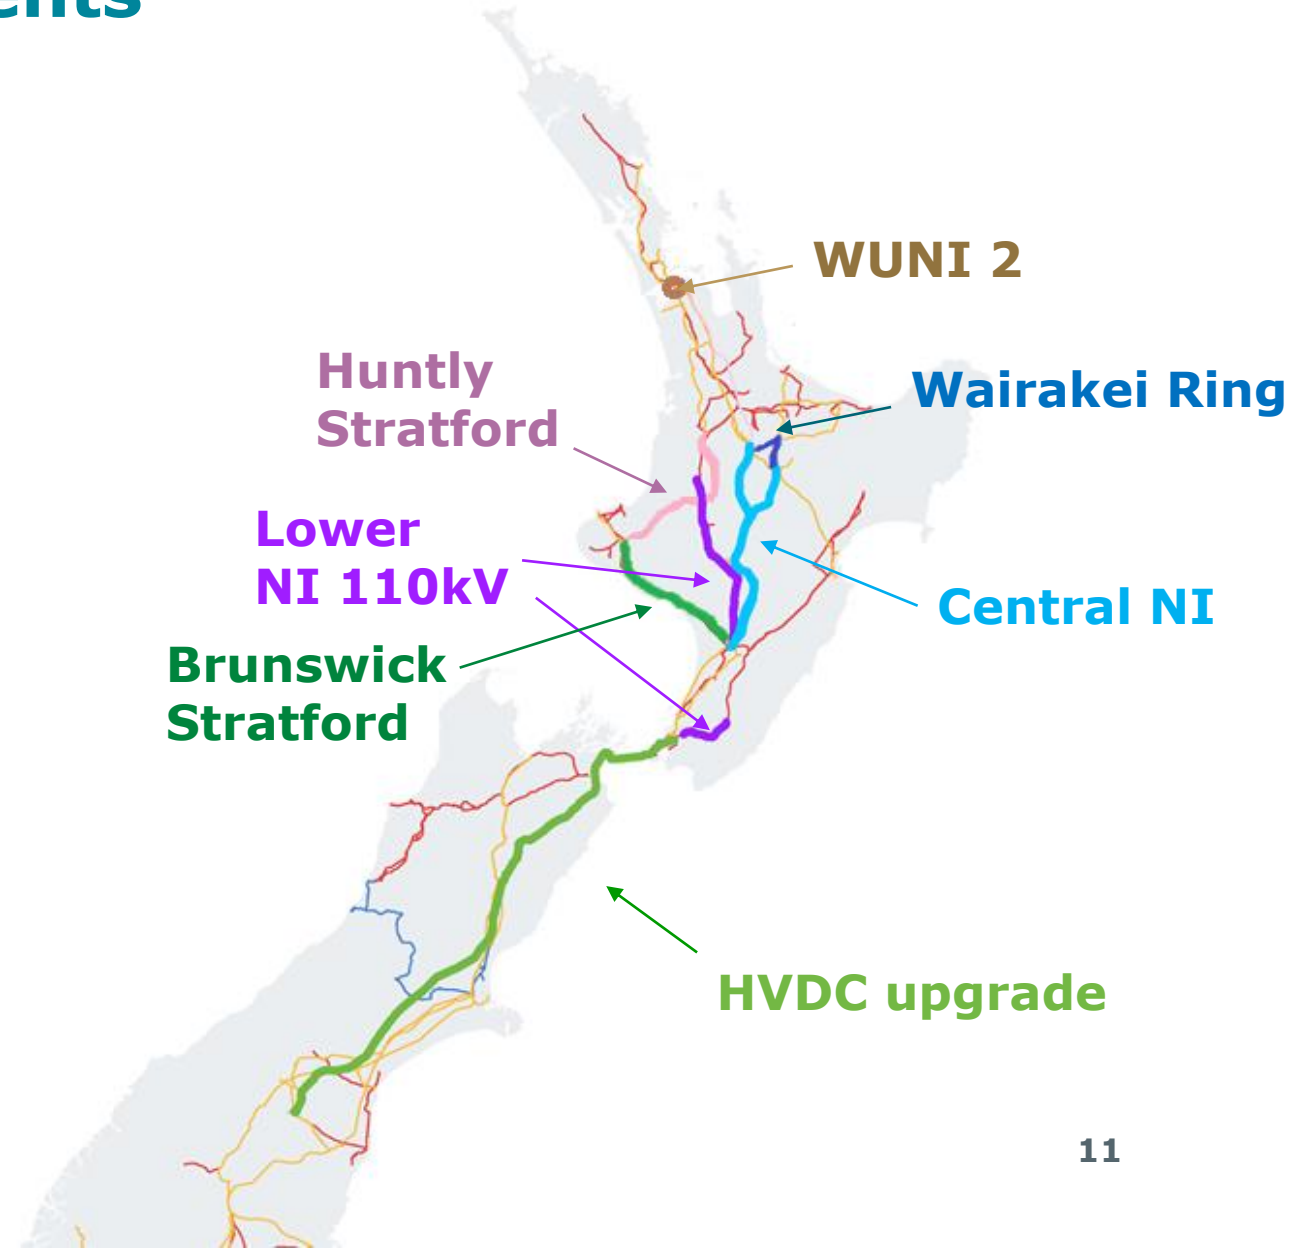 WUNI 2
Huntly
Stratford
Wairakei Ring
Lower
NI 110kV
Central NI
Brunswick
Stratford
HVDC upgrade
11